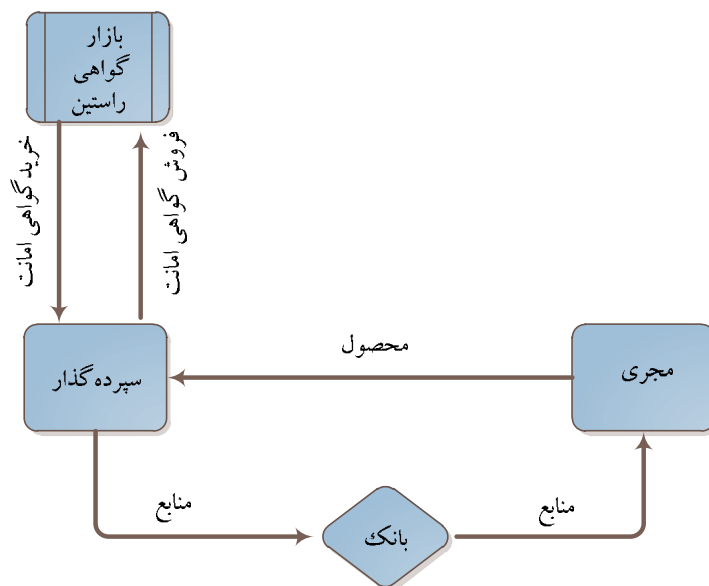 بازار
گواهی
راستین
خرید گواهی امانت
فروش گواهی امانت
محصول
مجری
سپرده‌گذار
منابع
منابع
بانک